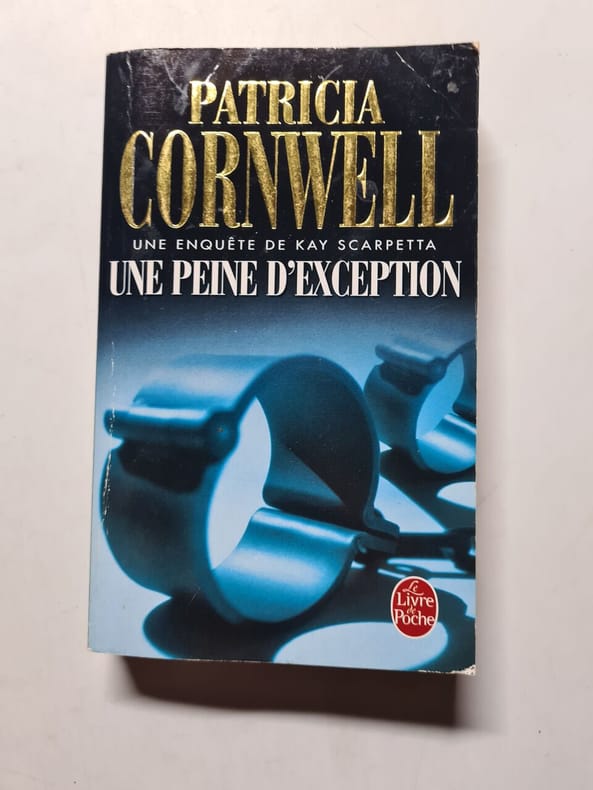 PATRICIA
CORNWELL
UNE ENQUÊTE DE KAY SCARPETTA
UNE PEINE D'EXCEPTION
Le
Livre
de
Poche